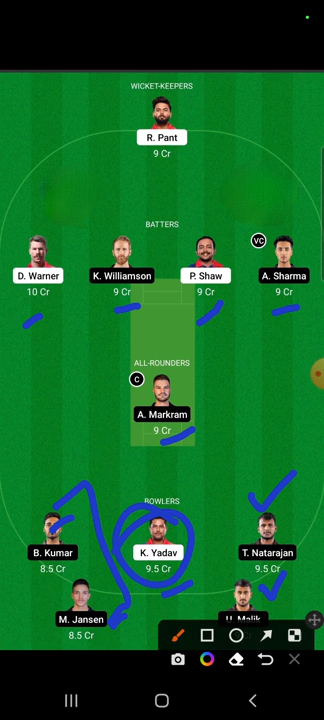 WICKET-KEEPERS
R. Pant
9 Cr
BATTERS
VC
D. Warner
K. Williamson
P. Shaw
A. Sharma
10 Cr
9 Cr
9 Cr
9 Cr
ALL-ROUNDERS
C
A. Markram
9 Cr
BOWLERS
B. Kumar
K. Yadav
T. Natarajan
8.5 Cr
9.5 Cr
9.5 Cr
M. Jansen
U. Malik
8.5 Cr